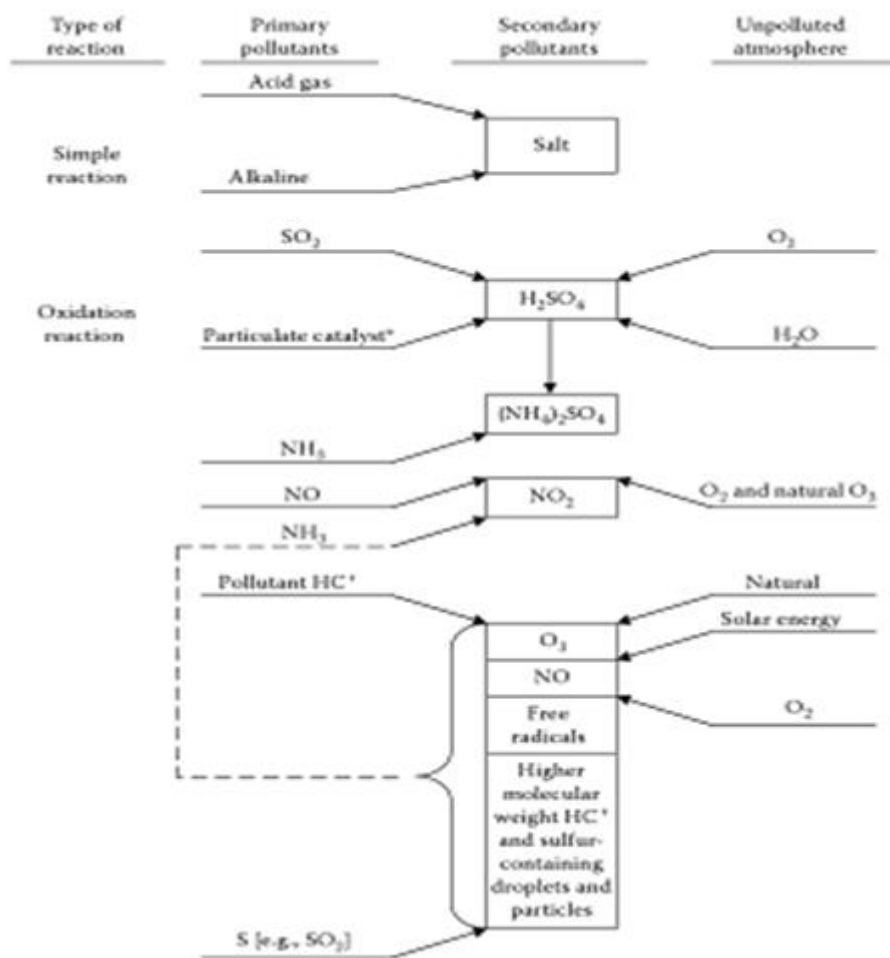 Type of
reaction
Primary
pollutants
Secondary
pollutants
Unpolluted
atmosphere
Acid gas
Salt
Simple
reaction
Alkaline
SO₂
O₂
H₂SO₄
Oxidation
reaction
Particulate catalyst*
H₂O
(NH₄)₂SO₄
NH₃
NO
NO₂
O₂ and natural O₃
NH₃
Pollutant HC⁺
Natural
Solar energy
O₃
NO
O₂
Free
radicals
Higher
molecular
weight HC⁺
and sulfur-
containing
droplets and
particles
S [e.g., SO₂]